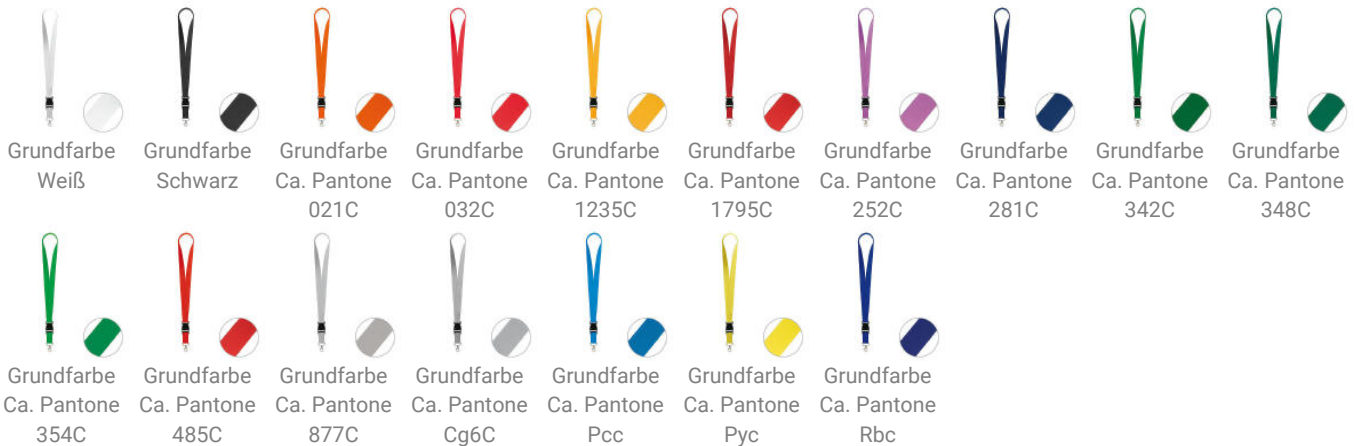 Grundfarbe Grundfarbe Grundfarbe Grundfarbe Grundfarbe Grundfarbe Grundfarbe Grundfarbe Grundfarbe Grundfarbe
Weiß Schwarz Ca. Pantone Ca. Pantone Ca. Pantone Ca. Pantone Ca. Pantone Ca. Pantone Ca. Pantone Ca. Pantone
021C 032C 1235C 1795C 252C 281C 342C 348C
Grundfarbe Grundfarbe Grundfarbe Grundfarbe Grundfarbe Grundfarbe Grundfarbe
Ca. Pantone Ca. Pantone Ca. Pantone Ca. Pantone Ca. Pantone Ca. Pantone Ca. Pantone
354C 485C 877C Cg6C Pcc Pyc Rbc